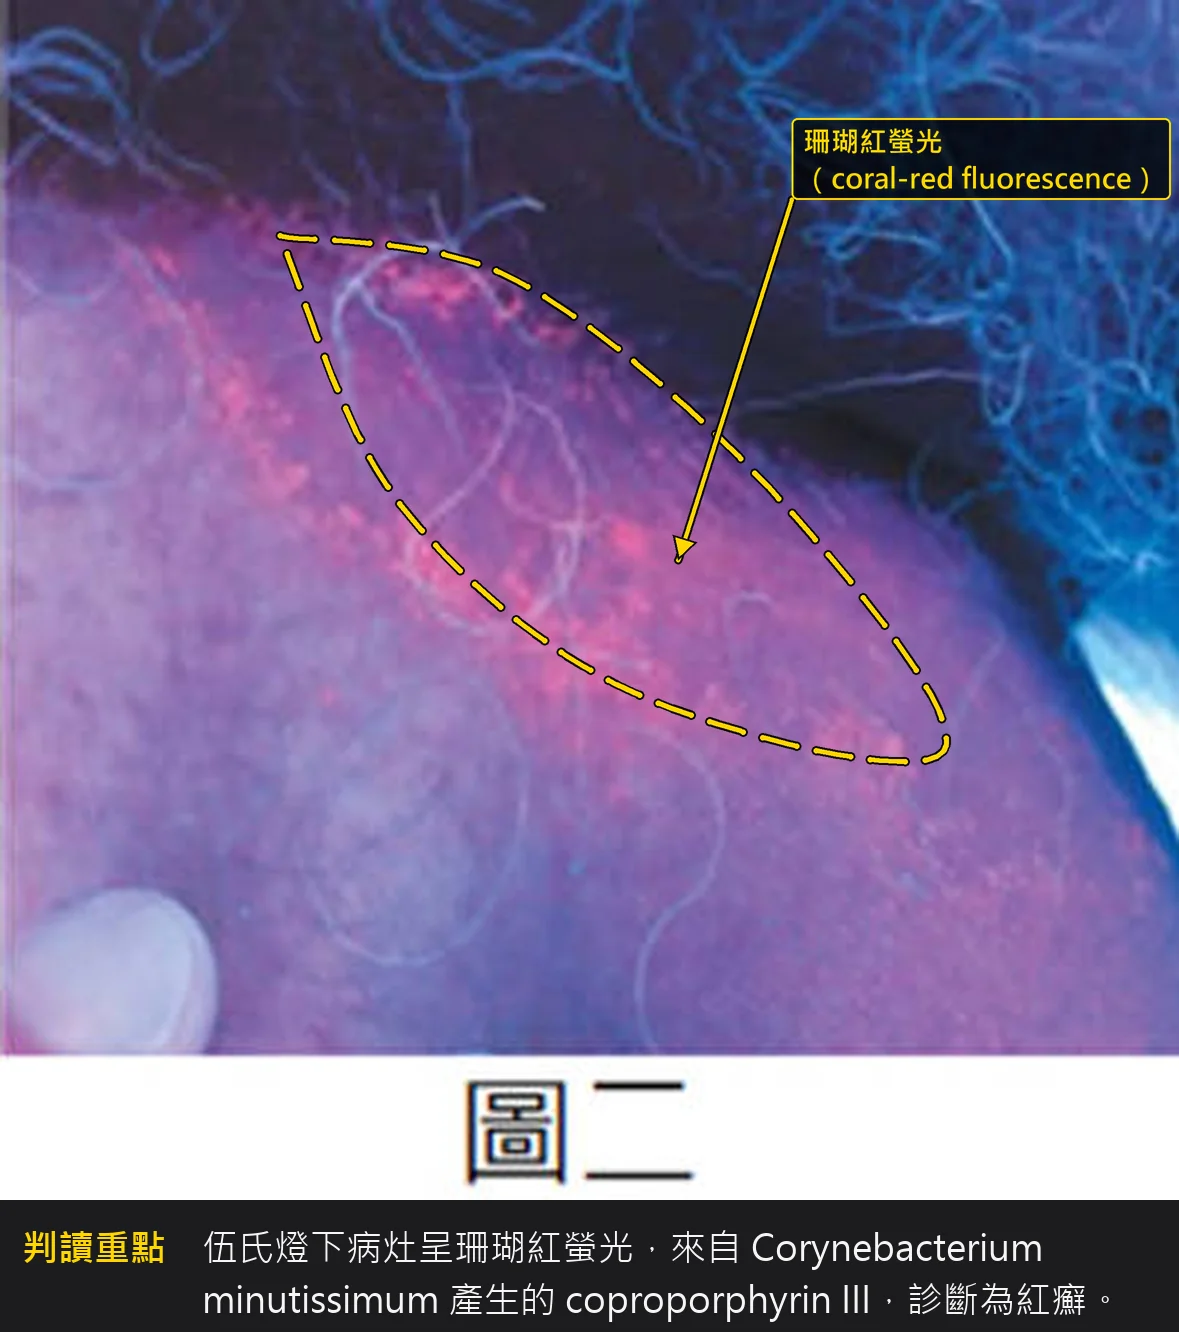 珊瑚紅螢光
（coral-red fluorescence）
圖二
判讀重點 伍氏燈下病灶呈珊瑚紅螢光，來自 Corynebacterium
minutissimum 產生的 coproporphyrin III，診斷為紅癬。